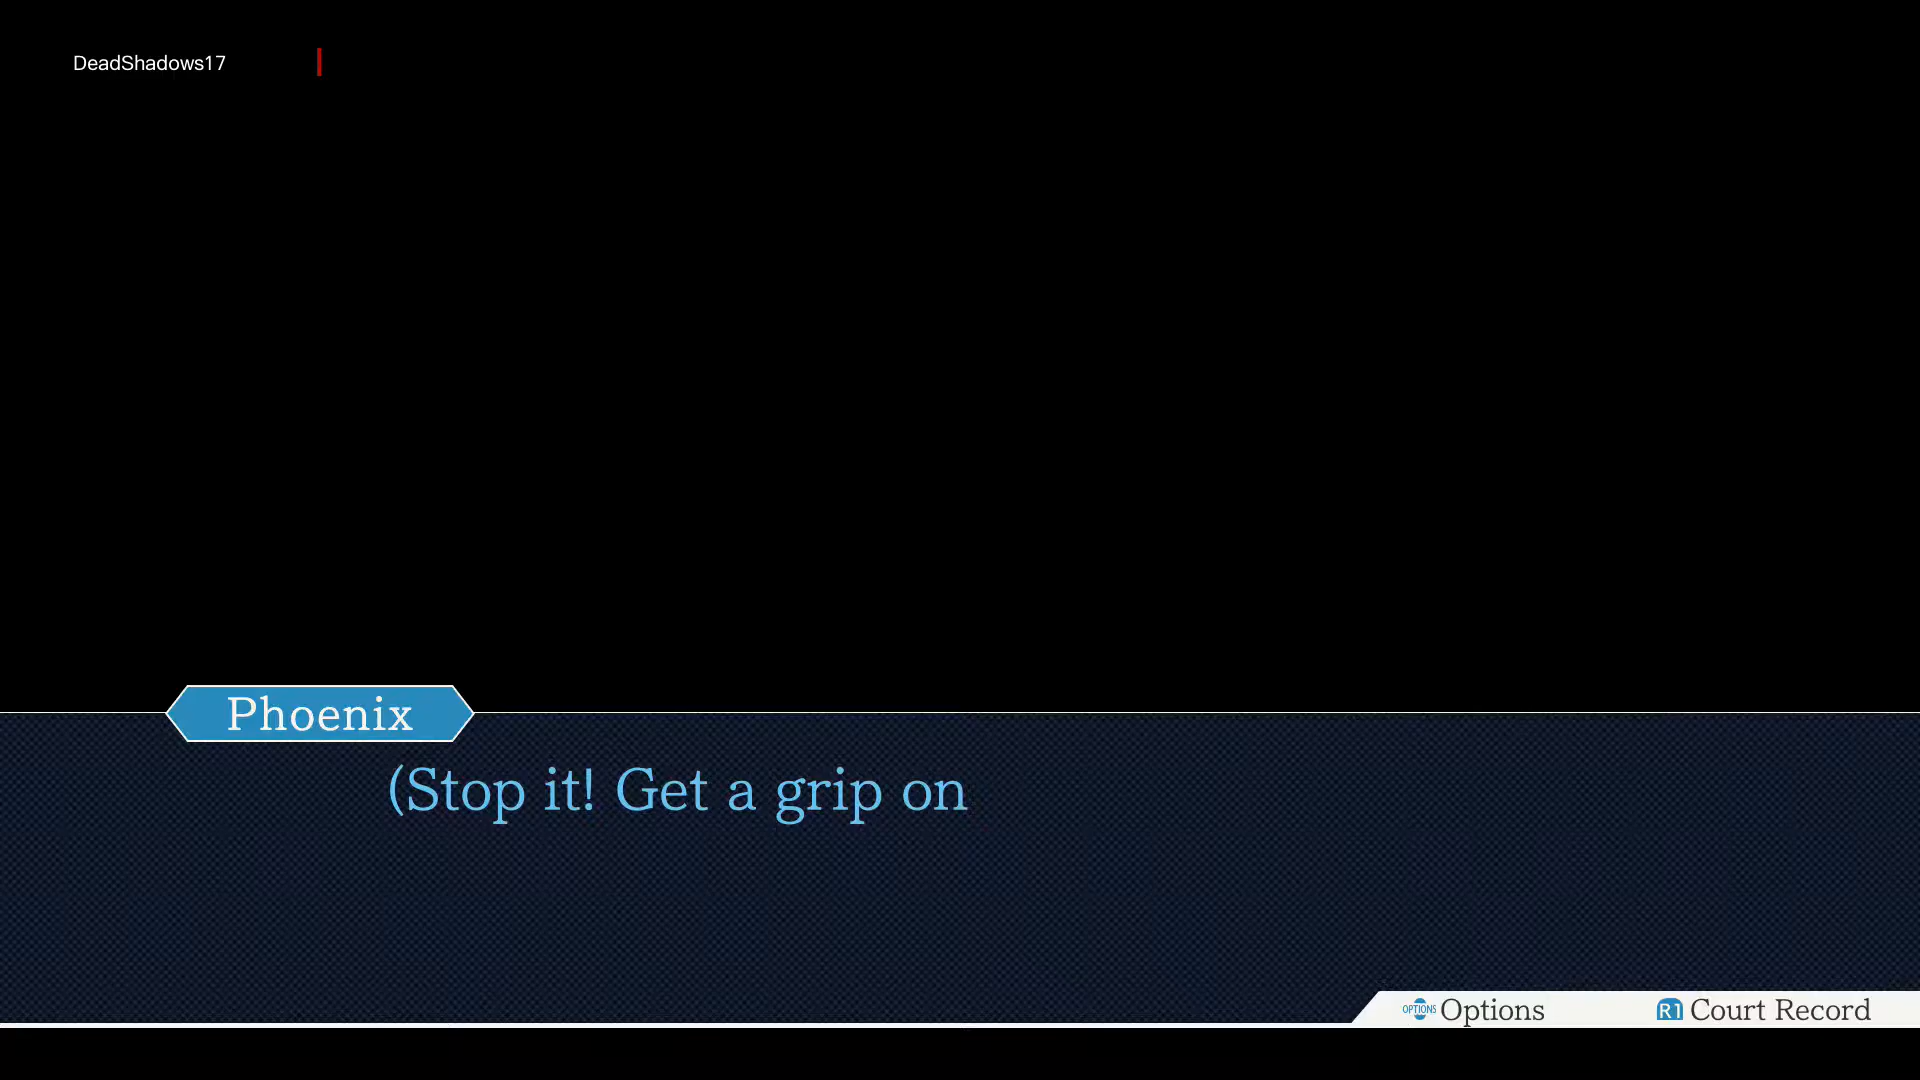 DeadShadows17
Phoenix
(Stop it! Get a grip on
OPTIONS Options
R1 Court Record